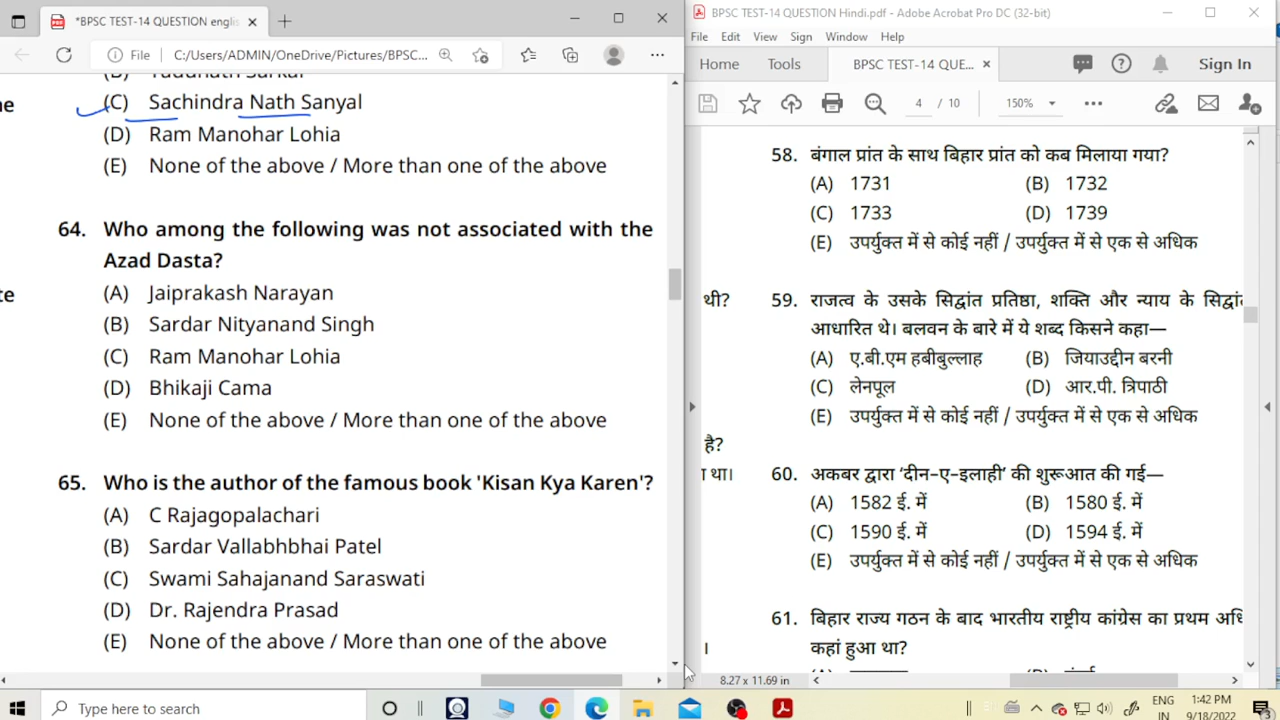 *BPSC TEST-14 QUESTION englis
File
C:/Users/ADMIN/OneDrive/Pictures/BPSC...
(C) Sachindra Nath Sanyal
(D) Ram Manohar Lohia
(E) None of the above / More than one of the above
64. Who among the following was not associated with the
Azad Dasta?
(A) Jaiprakash Narayan
(B) Sardar Nityanand Singh
(C) Ram Manohar Lohia
(D) Bhikaji Cama
(E) None of the above / More than one of the above
65. Who is the author of the famous book 'Kisan Kya Karen'?
(A) C Rajagopalachari
(B) Sardar Vallabhbhai Patel
(C) Swami Sahajanand Saraswati
(D) Dr. Rajendra Prasad
(E) None of the above / More than one of the above
BPSC TEST-14 QUESTION Hindi.pdf - Adobe Acrobat Pro DC (32-bit)
File Edit View Sign Window Help
Home Tools BPSC TEST-14 QUE... Sign In
4 / 10 150%
58. बंगाल प्रांत के साथ बिहार प्रांत को कब मिलाया गया?
(A) 1731 (B) 1732
(C) 1733 (D) 1739
(E) उपर्युक्त में से कोई नहीं / उपर्युक्त में से एक से अधिक
थी? 59. राजत्व के उसके सिद्वांत प्रतिष्ठा, शक्ति और न्याय के सिद्वांत
आधारित थे। बलवन के बारे में ये शब्द किसने कहा—
(A) ए.बी.एम हबीबुल्लाह (B) जियाउद्दीन बरनी
(C) लेनपूल (D) आर.पी. त्रिपाठी
(E) उपर्युक्त में से कोई नहीं / उपर्युक्त में से एक से अधिक
है?
था। 60. अकबर द्वारा 'दीन-ए-इलाही' की शुरूआत की गई—
(A) 1582 ई. में (B) 1580 ई. में
(C) 1590 ई. में (D) 1594 ई. में
(E) उपर्युक्त में से कोई नहीं / उपर्युक्त में से एक से अधिक
61. बिहार राज्य गठन के बाद भारतीय राष्ट्रीय कांग्रेस का प्रथम अधि
कहां हुआ था?
8.27 x 11.69 in
Type here to search
ENG
IN
1:42 PM
9/18/2022